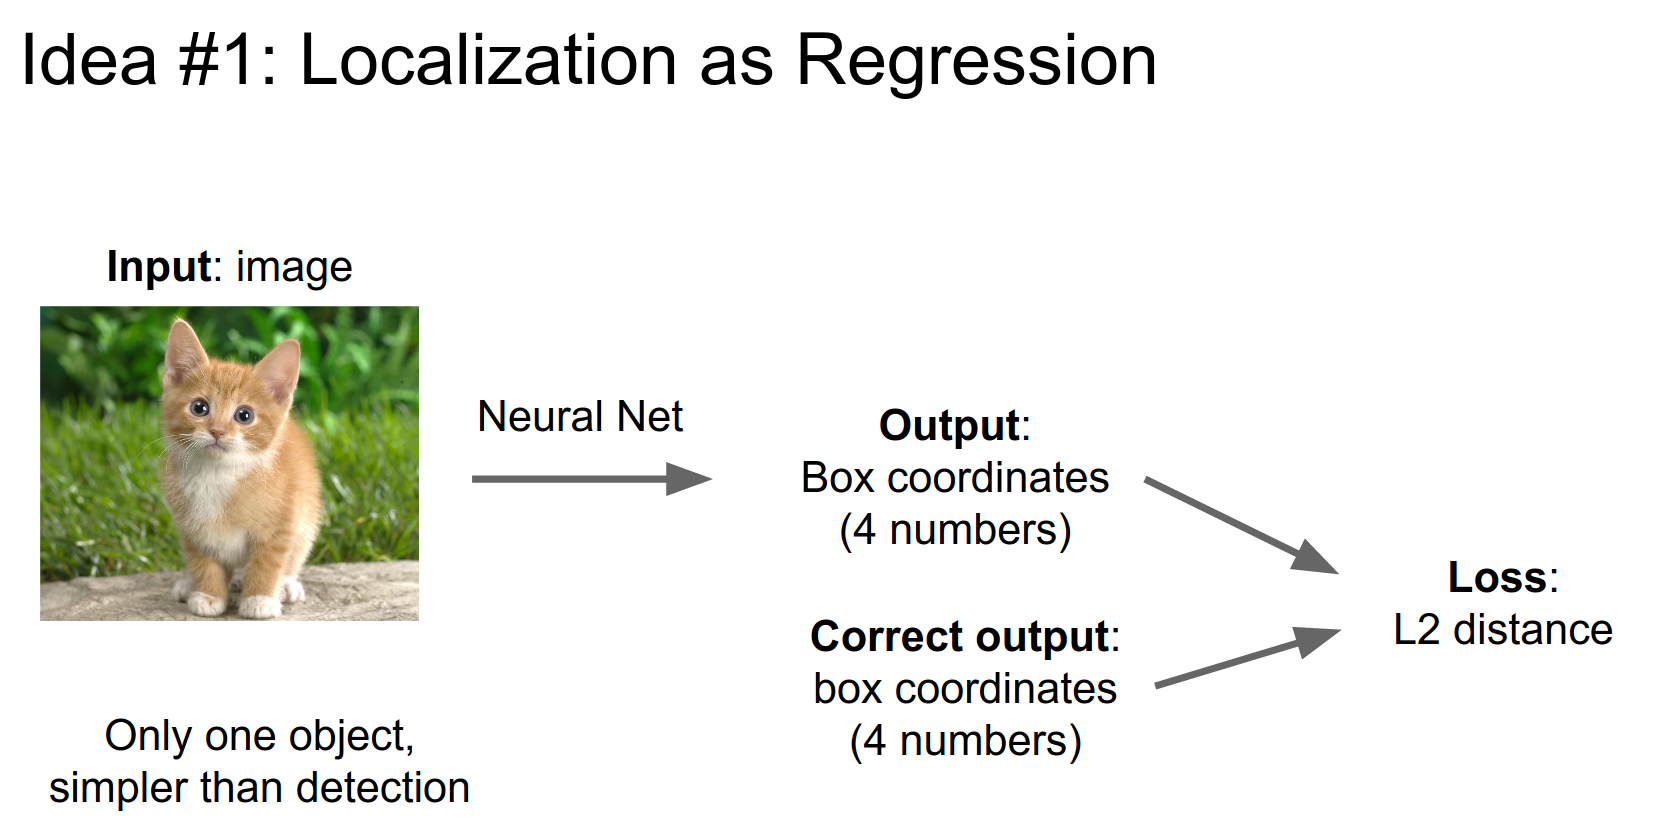 Idea #1: Localization as Regression
Input: image
Neural Net
Output:
Box coordinates
(4 numbers)
Correct output:
box coordinates
(4 numbers)
Loss:
L2 distance
Only one object,
simpler than detection